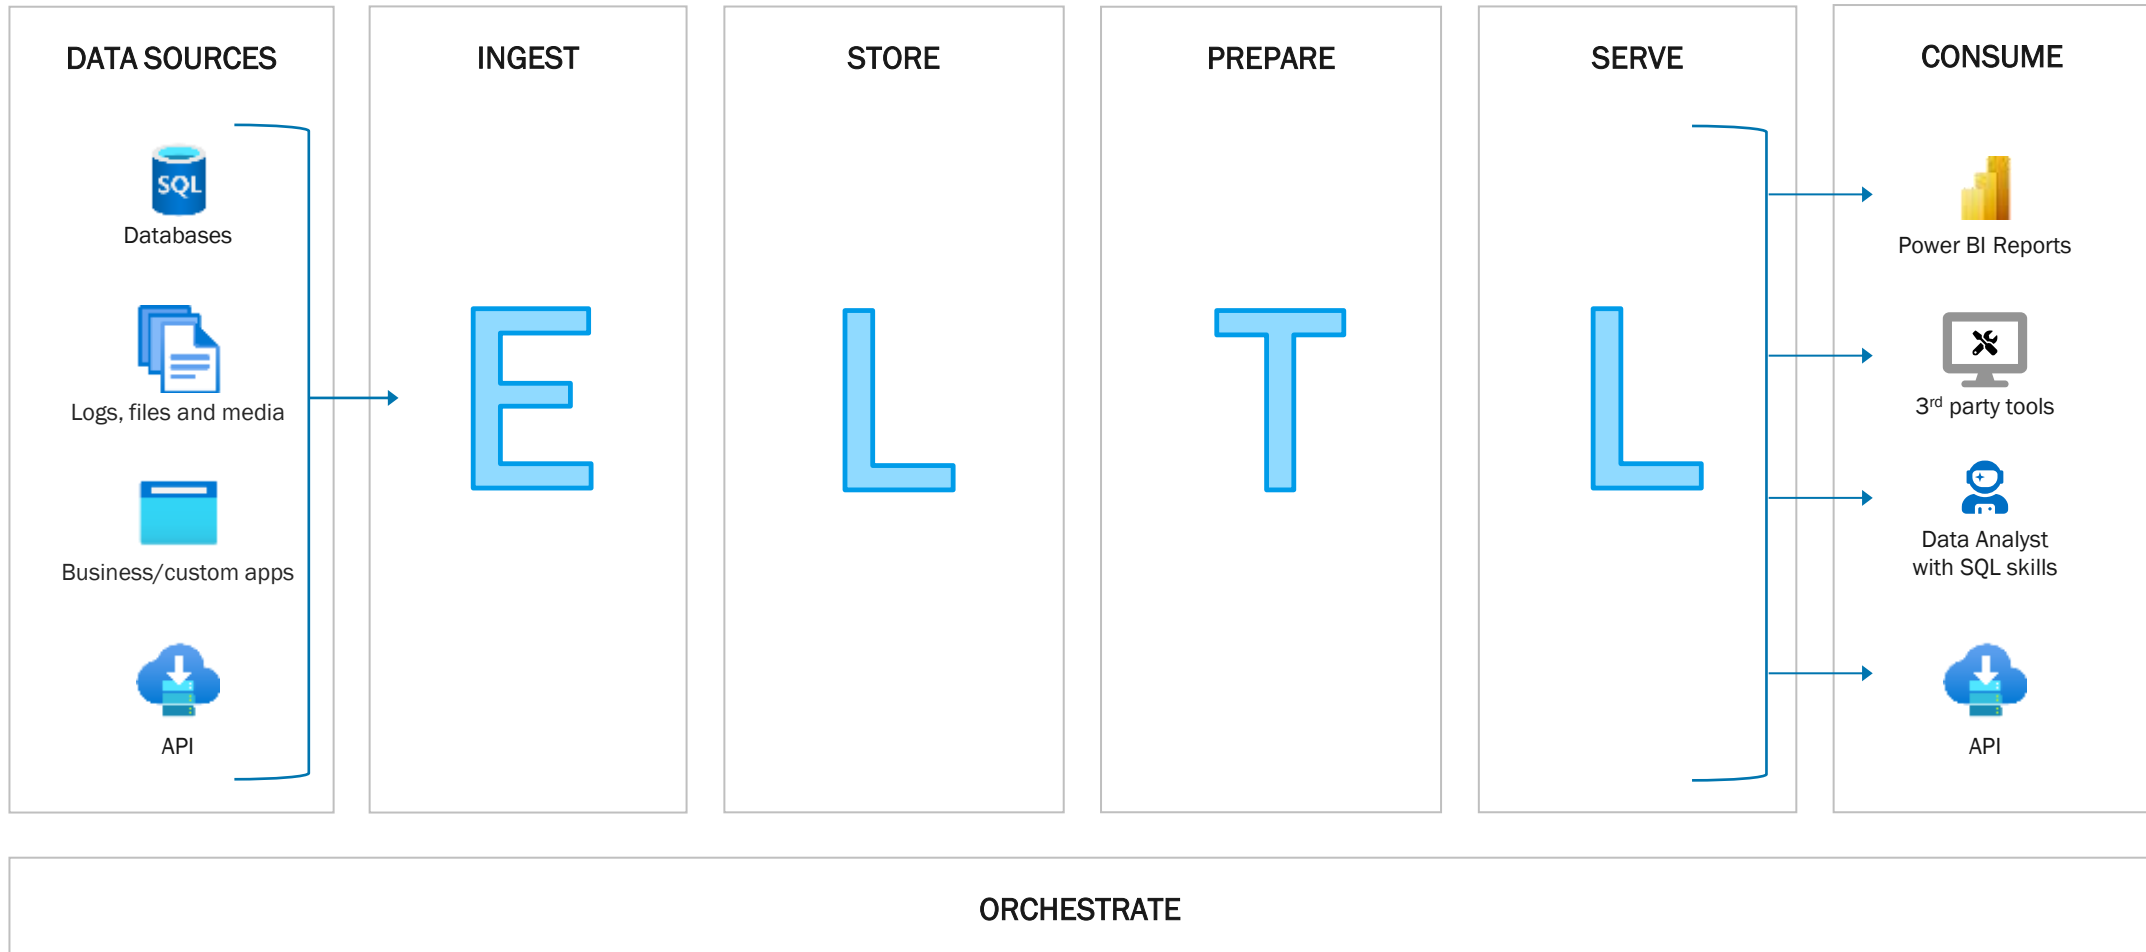 DATA SOURCES
INGEST
STORE
PREPARE
SERVE
CONSUME
SQL
Databases
Logs, files and media
Business/custom apps
API
E
L
T
L
Power BI Reports
3rd party tools
Data Analyst
with SQL skills
API
ORCHESTRATE